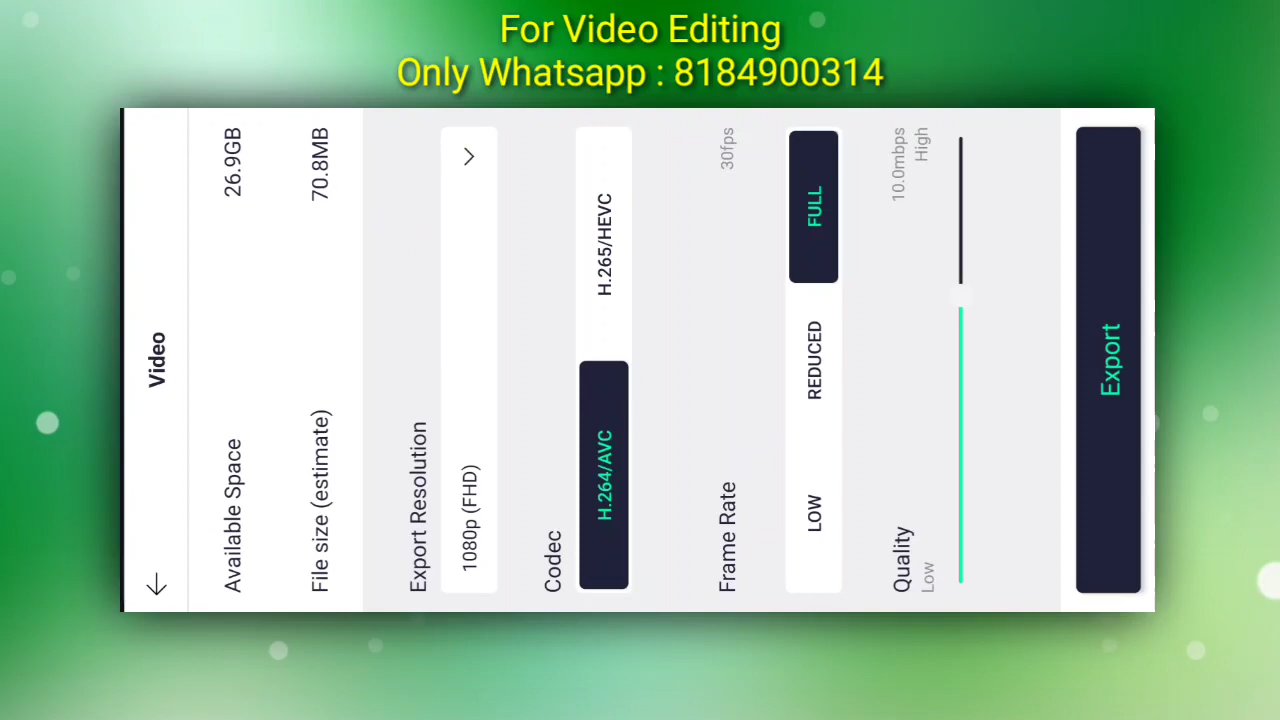 For Video Editing
Only Whatsapp : 8184900314
Video
Available Space 26.9GB
File size (estimate) 70.8MB
Export Resolution
1080p (FHD)
Codec
H.264/AVC H.265/HEVC
Frame Rate 30fps
LOW REDUCED FULL
Quality 10.0mbps
Low High
Export